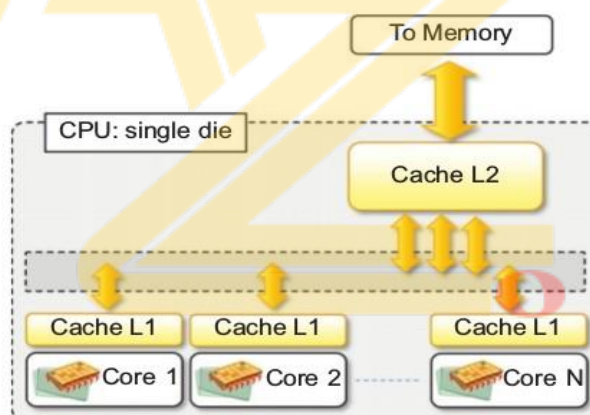 To Memory
CPU: single die
Cache L2
Cache L1
Cache L1
Cache L1
Core 1
Core 2
Core N